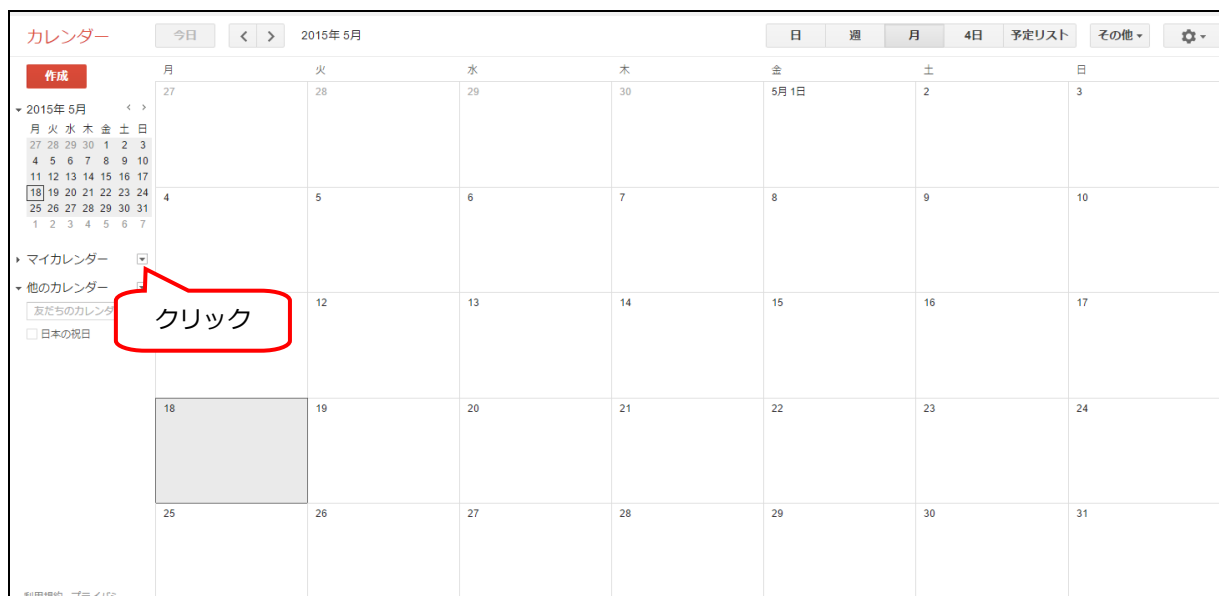 カレンダー 今日 < > 2015年 5月 日 週 月 4日 予定リスト その他
作成
2015年 5月 < >
月 火 水 木 金 土 日
27 28 29 30 1 2 3
4 5 6 7 8 9 10
11 12 13 14 15 16 17
18 19 20 21 22 23 24
25 26 27 28 29 30 31
1 2 3 4 5 6 7
マイカレンダー
他のカレンダー
友だちのカレンダ
日本の祝日
クリック
月 火 水 木 金 土 日
27 28 29 30 5月 1日 2 3
4 5 6 7 8 9 10
12 13 14 15 16 17
18 19 20 21 22 23 24
25 26 27 28 29 30 31